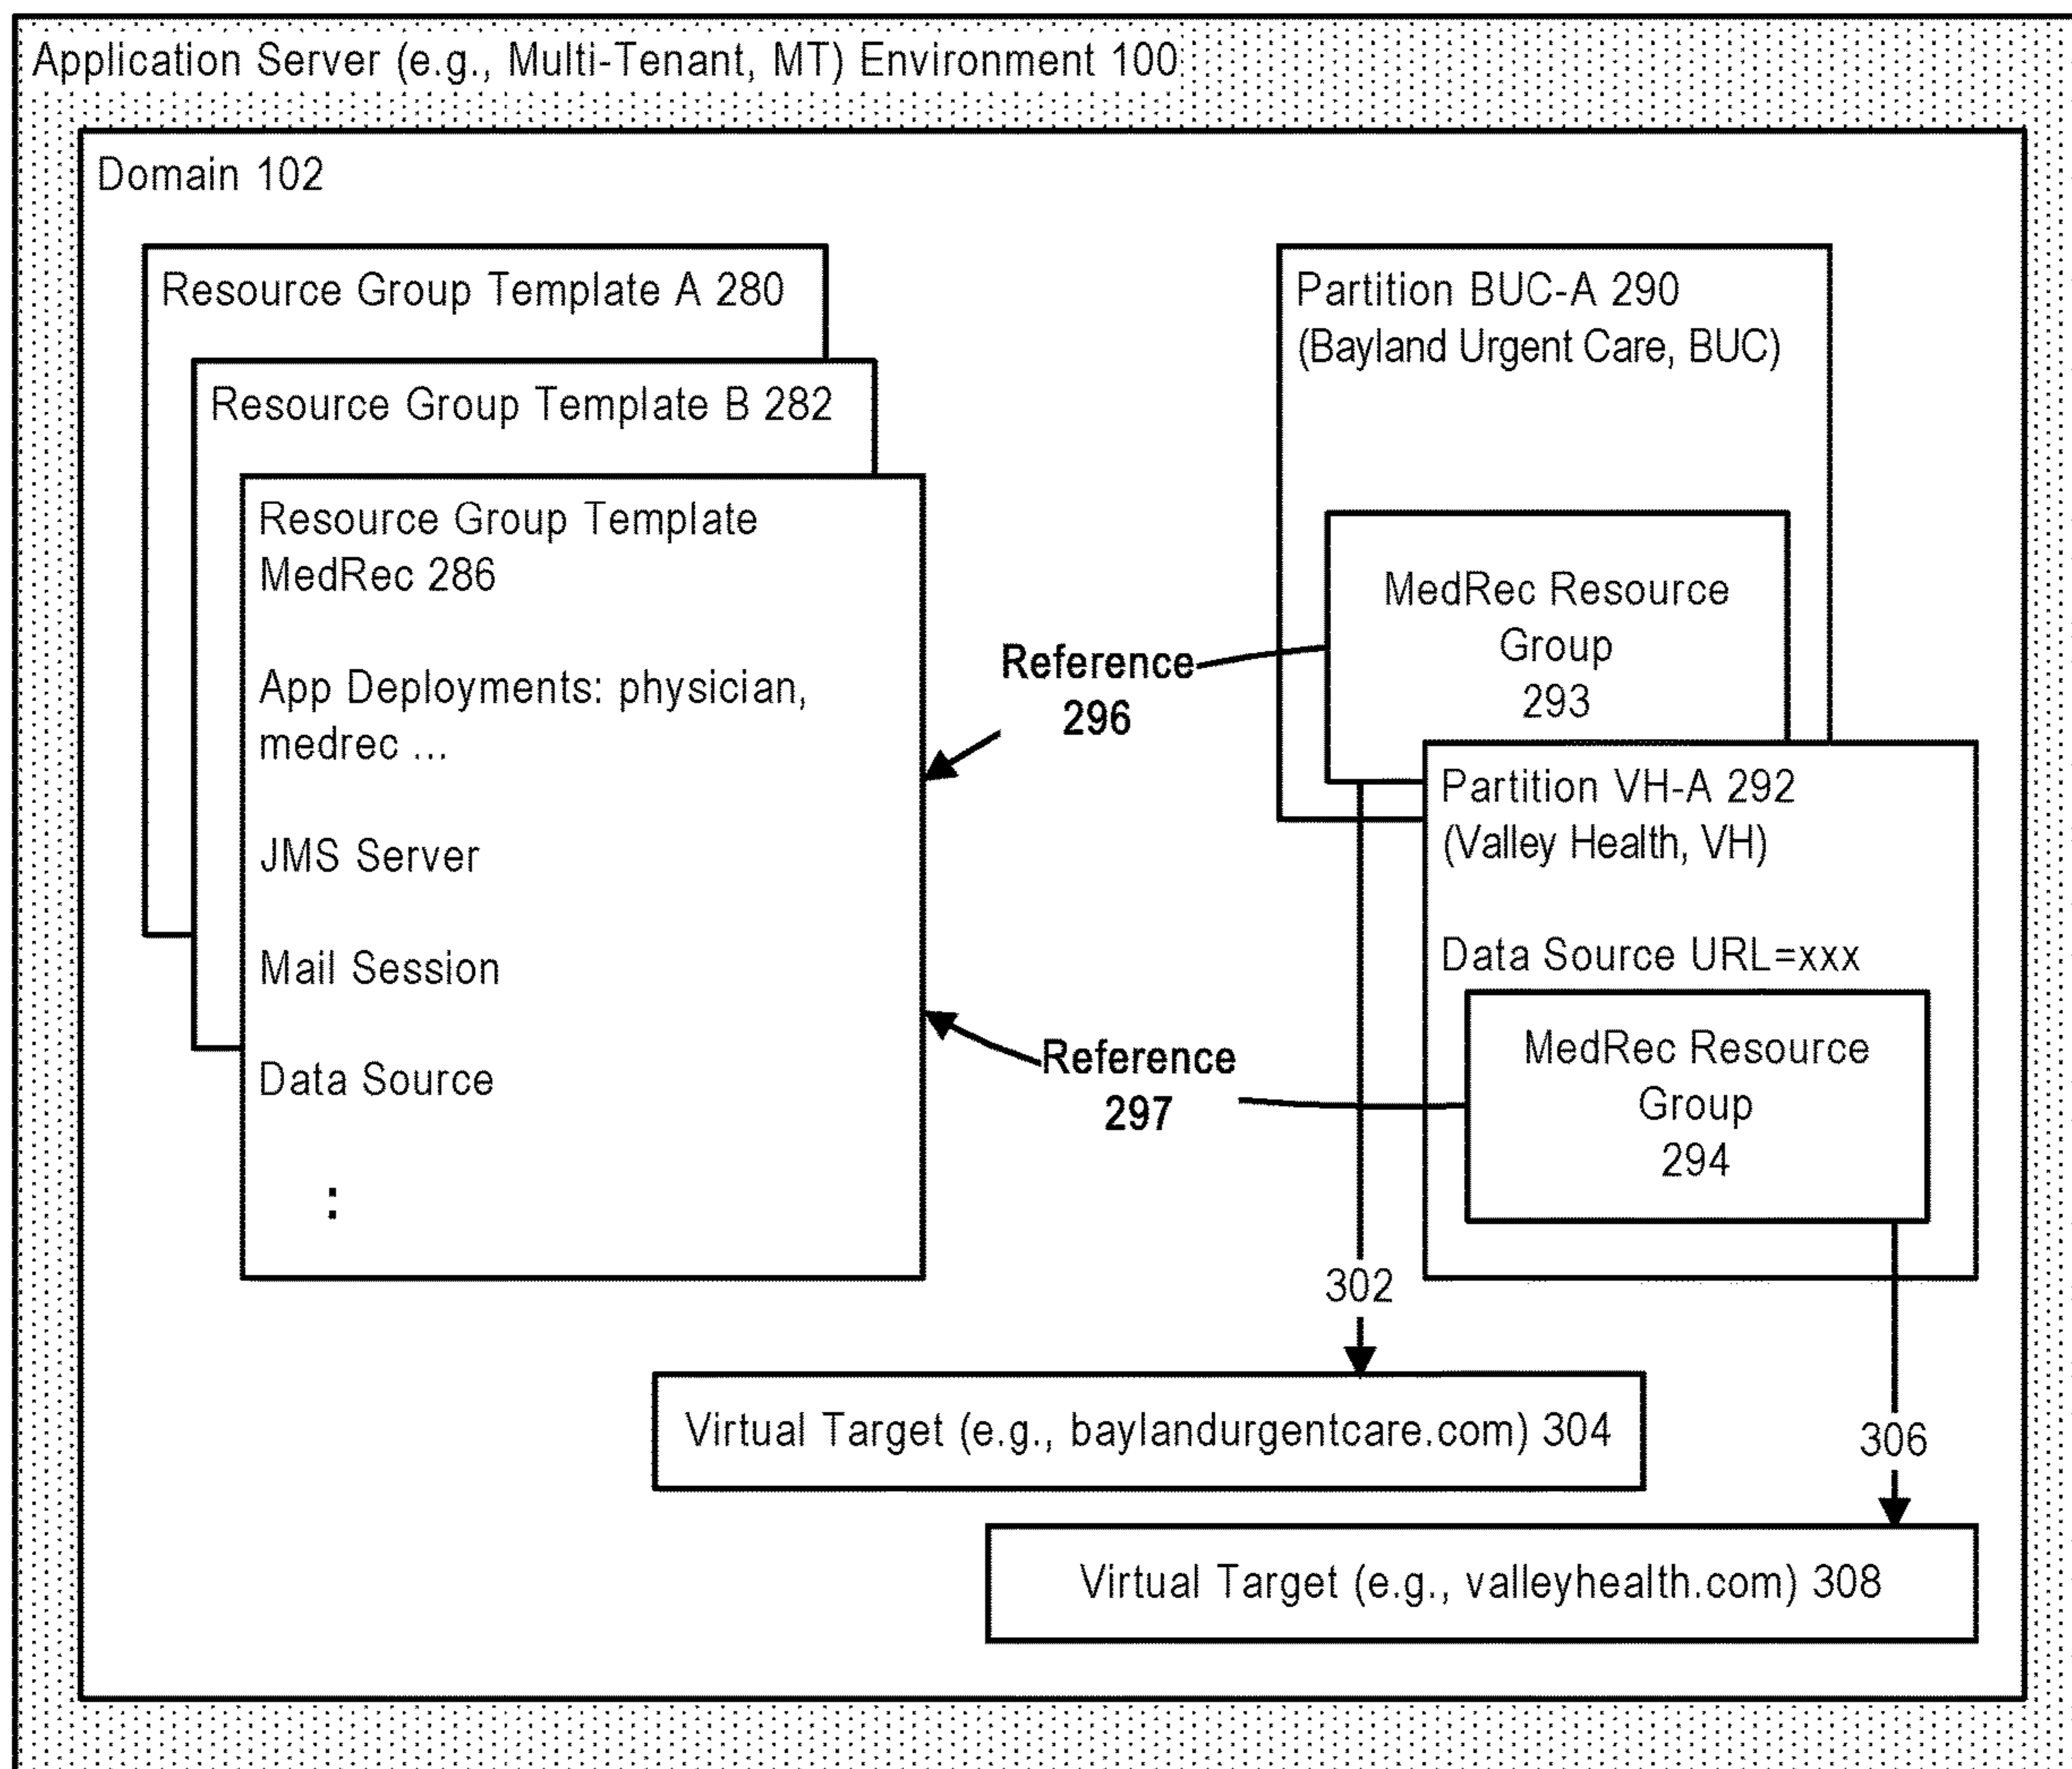 Application Server (e.g., Multi-Tenant, MT) Environment 100
Domain 102
Resource Group Template A 280
Resource Group Template B 282
Resource Group Template
MedRec 286
App Deployments: physician,
medrec ...
JMS Server
Mail Session
Data Source
:
Reference
296
Reference
297
Partition BUC-A 290
(Bayland Urgent Care, BUC)
MedRec Resource
Group
293
Partition VH-A 292
(Valley Health, VH)
Data Source URL=xxx
MedRec Resource
Group
294
302
306
Virtual Target (e.g., baylandurgentcare.com) 304
Virtual Target (e.g., valleyhealth.com) 308